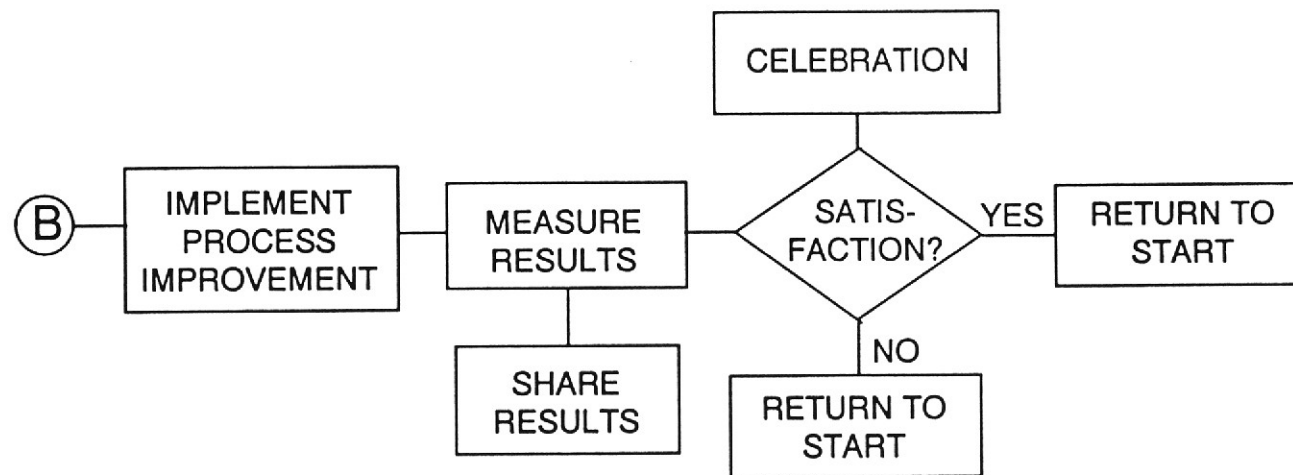 CELEBRATION
B
IMPLEMENT
PROCESS
IMPROVEMENT
MEASURE
RESULTS
SATIS-
FACTION?
YES
RETURN TO
START
SHARE
RESULTS
NO
RETURN TO
START